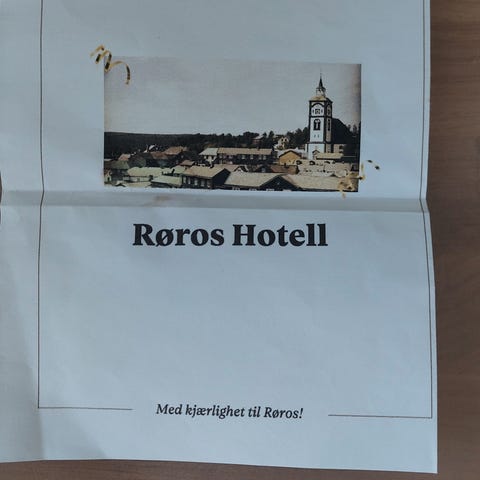 Røros Hotell
Med kjærlighet til Røros!